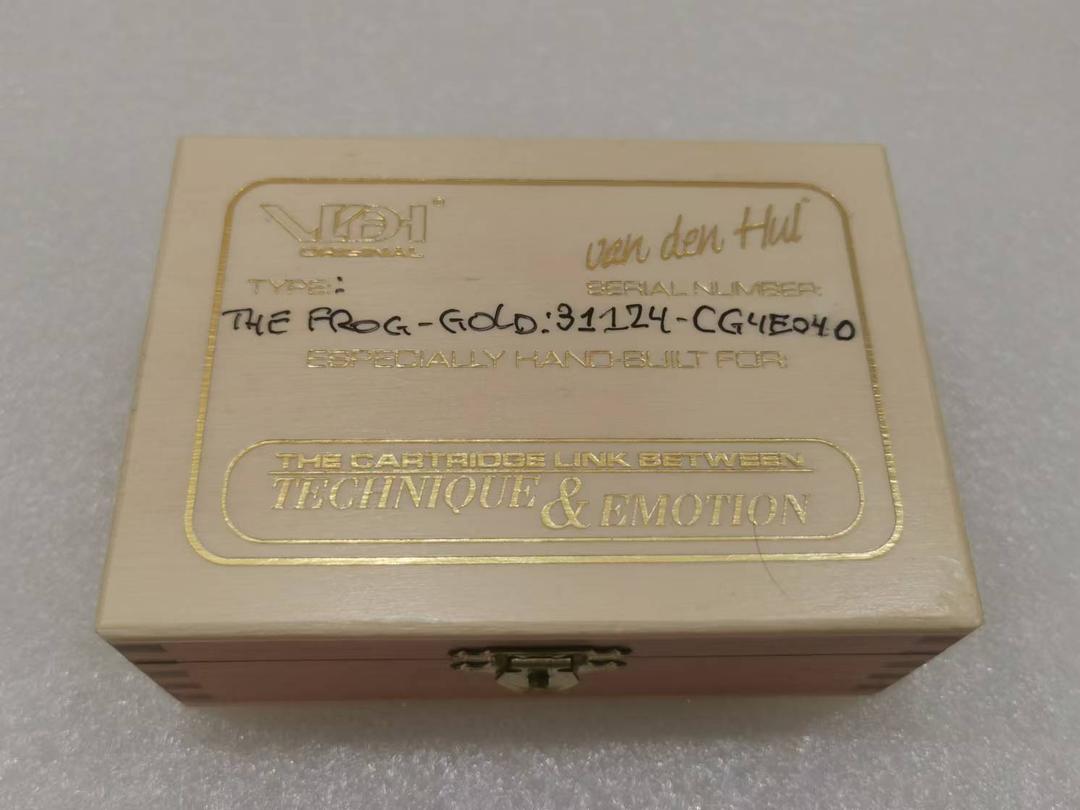 VDH®
ORIGINAL
van den Hul™
TYPE::
SERIAL NUMBER:
THE FROG-GOLD:31124-CG4E040
ESPECIALLY HAND-BUILT FOR:
THE CARTRIDGE LINK BETWEEN
TECHNIQUE & EMOTION